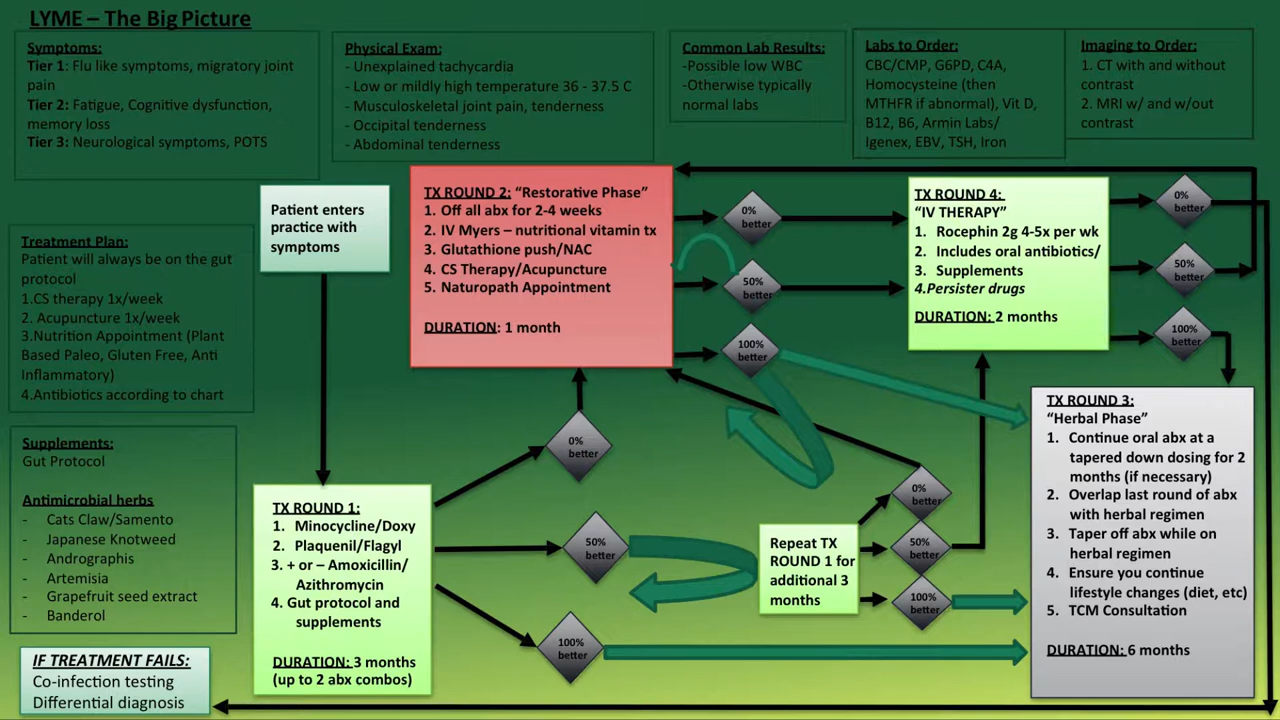 LYME – The Big Picture
Symptoms:
Tier 1: Flu like symptoms, migratory joint
pain
Tier 2: Fatigue, Cognitive dysfunction,
memory loss
Tier 3: Neurological symptoms, POTS
Physical Exam:
- Unexplained tachycardia
- Low or mildly high temperature 36 - 37.5 C
- Musculoskeletal joint pain, tenderness
- Occipital tenderness
- Abdominal tenderness
Common Lab Results:
-Possible low WBC
-Otherwise typically
normal labs
Labs to Order:
CBC/CMP, G6PD, C4A,
Homocysteine (then
MTHFR if abnormal), Vit D,
B12, B6, Armin Labs/
Igenex, EBV, TSH, Iron
Imaging to Order:
1. CT with and without
contrast
2. MRI w/ and w/out
contrast
Treatment Plan:
Patient will always be on the gut
protocol
1.CS therapy 1x/week
2. Acupuncture 1x/week
3.Nutrition Appointment (Plant
Based Paleo, Gluten Free, Anti
Inflammatory)
4.Antibiotics according to chart
Supplements:
Gut Protocol
Antimicrobial herbs
- Cats Claw/Samento
- Japanese Knotweed
- Andrographis
- Artemisia
- Grapefruit seed extract
- Banderol
IF TREATMENT FAILS:
Co-infection testing
Differential diagnosis
Patient enters
practice with
symptoms
TX ROUND 1:
1. Minocycline/Doxy
2. Plaquenil/Flagyl
3. + or – Amoxicillin/
Azithromycin
4. Gut protocol and
supplements
DURATION: 3 months
(up to 2 abx combos)
0%
better
50%
better
100%
better
TX ROUND 2: “Restorative Phase”
1. Off all abx for 2-4 weeks
2. IV Myers – nutritional vitamin tx
3. Glutathione push/NAC
4. CS Therapy/Acupuncture
5. Naturopath Appointment
DURATION: 1 month
0%
better
50%
better
100%
better
Repeat TX
ROUND 1 for
additional 3
months
0%
better
50%
better
100%
better
TX ROUND 4:
“IV THERAPY”
1. Rocephin 2g 4-5x per wk
2. Includes oral antibiotics/
3. Supplements
4.Persister drugs
DURATION: 2 months
0%
better
50%
better
100%
better
TX ROUND 3:
“Herbal Phase”
1. Continue oral abx at a
tapered down dosing for 2
months (if necessary)
2. Overlap last round of abx
with herbal regimen
3. Taper off abx while on
herbal regimen
4. Ensure you continue
lifestyle changes (diet, etc)
5. TCM Consultation
DURATION: 6 months